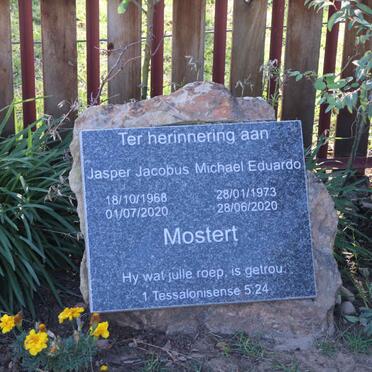 Ter herinnering aan
Jasper Jacobus Michael Eduardo
18/10/1968 28/01/1973
01/07/2020 28/06/2020
Mostert
Hy wat julle roep, is getrou.
1 Tessalonisense 5:24